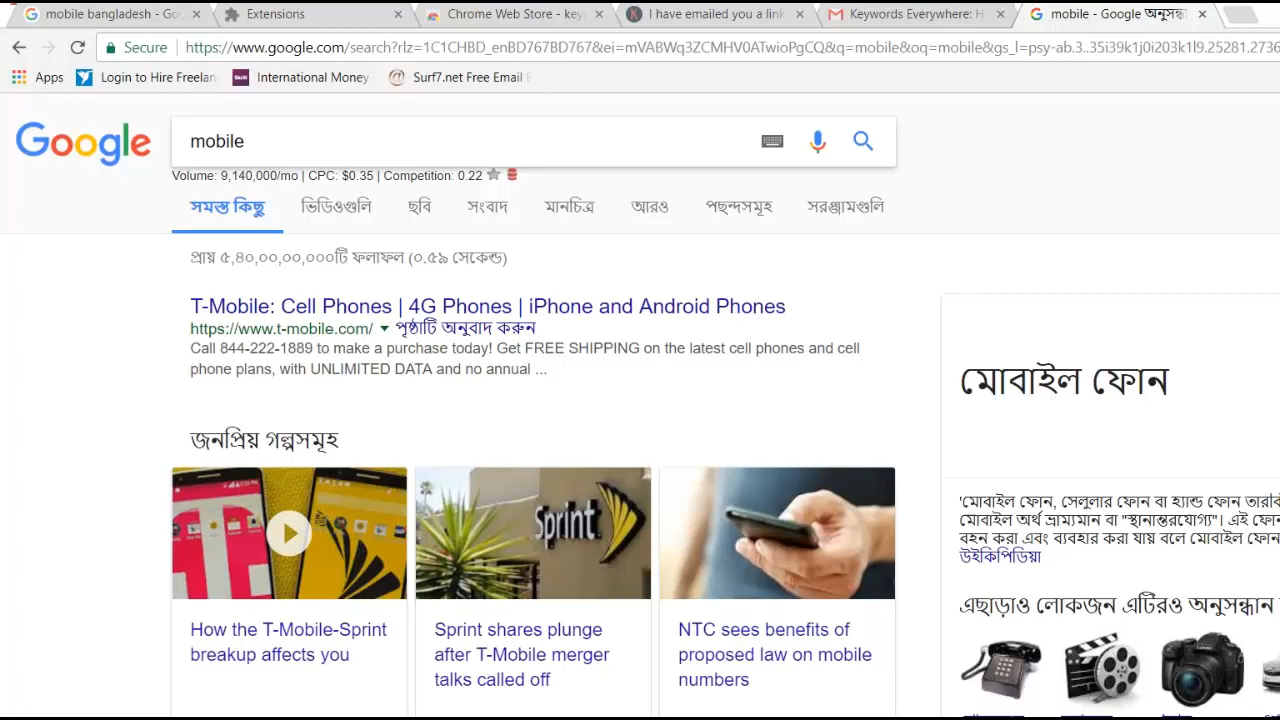 mobile bangladesh - Go
Extensions
Chrome Web Store - key
I have emailed you a lin
Keywords Everywhere: H
mobile - Google অনুসন্ধা
Secure
https://www.google.com/search?rlz=1C1CHBD_enBD767BD767&ei=mVABWq3ZCMHV0ATwioPgCQ&q=mobile&oq=mobile&gs_l=psy-ab.3..35i39k1j0i203k1l9.25281.2736
Apps
Login to Hire Freelan
International Money
Surf7.net Free Email
Google
mobile
Volume: 9,140,000/mo | CPC: $0.35 | Competition: 0.22
সমস্ত কিছু
ভিডিওগুলি
ছবি
সংবাদ
মানচিত্র
আরও
পছন্দসমূহ
সরঞ্জামগুলি
প্রায় ৫,৪০,০০,০০,০০০টি ফলাফল (০.৫৯ সেকেন্ড)
T-Mobile: Cell Phones | 4G Phones | iPhone and Android Phones
https://www.t-mobile.com/ পৃষ্ঠাটি অনুবাদ করুন
Call 844-222-1889 to make a purchase today! Get FREE SHIPPING on the latest cell phones and cell
phone plans, with UNLIMITED DATA and no annual ...
জনপ্রিয় গল্পসমূহ
Sprint
How the T-Mobile-Sprint
breakup affects you
Sprint shares plunge
after T-Mobile merger
talks called off
NTC sees benefits of
proposed law on mobile
numbers
মোবাইল ফোন
'মোবাইল ফোন, সেলুলার ফোন বা হ্যান্ড ফোন
মোবাইল অর্থ ভ্রাম্যমান বা "স্থানান্তরযোগ্য"। এই ফোন
বহন করা এবং ব্যবহার করা যায় বলে মোবাইল ফোন
উইকিপিডিয়া
এছাড়াও লোকজন এটিরও অনুসন্ধান